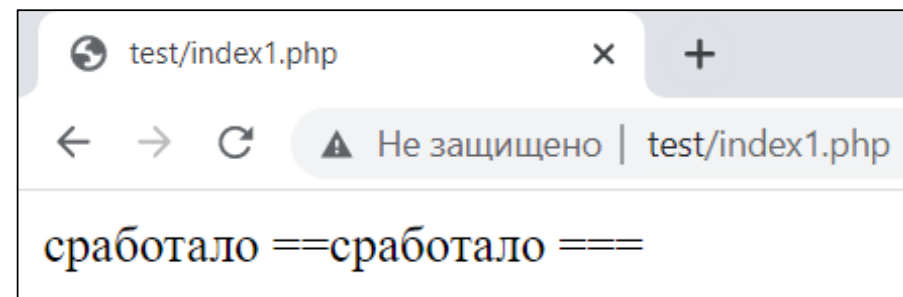 test/index1.php
Не защищено | test/index1.php
сработало ==сработало ===